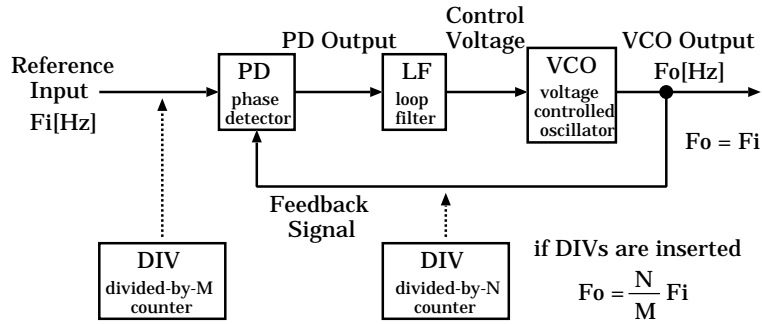 Reference
Input
Fi[Hz]
PD
phase
detector
PD Output
LF
loop
filter
Control
Voltage
VCO
voltage
controlled
oscillator
VCO Output
Fo[Hz]
Fo = Fi
Feedback
Signal
DIV
divided-by-M
counter
DIV
divided-by-N
counter
if DIVs are inserted
Fo = N/M Fi